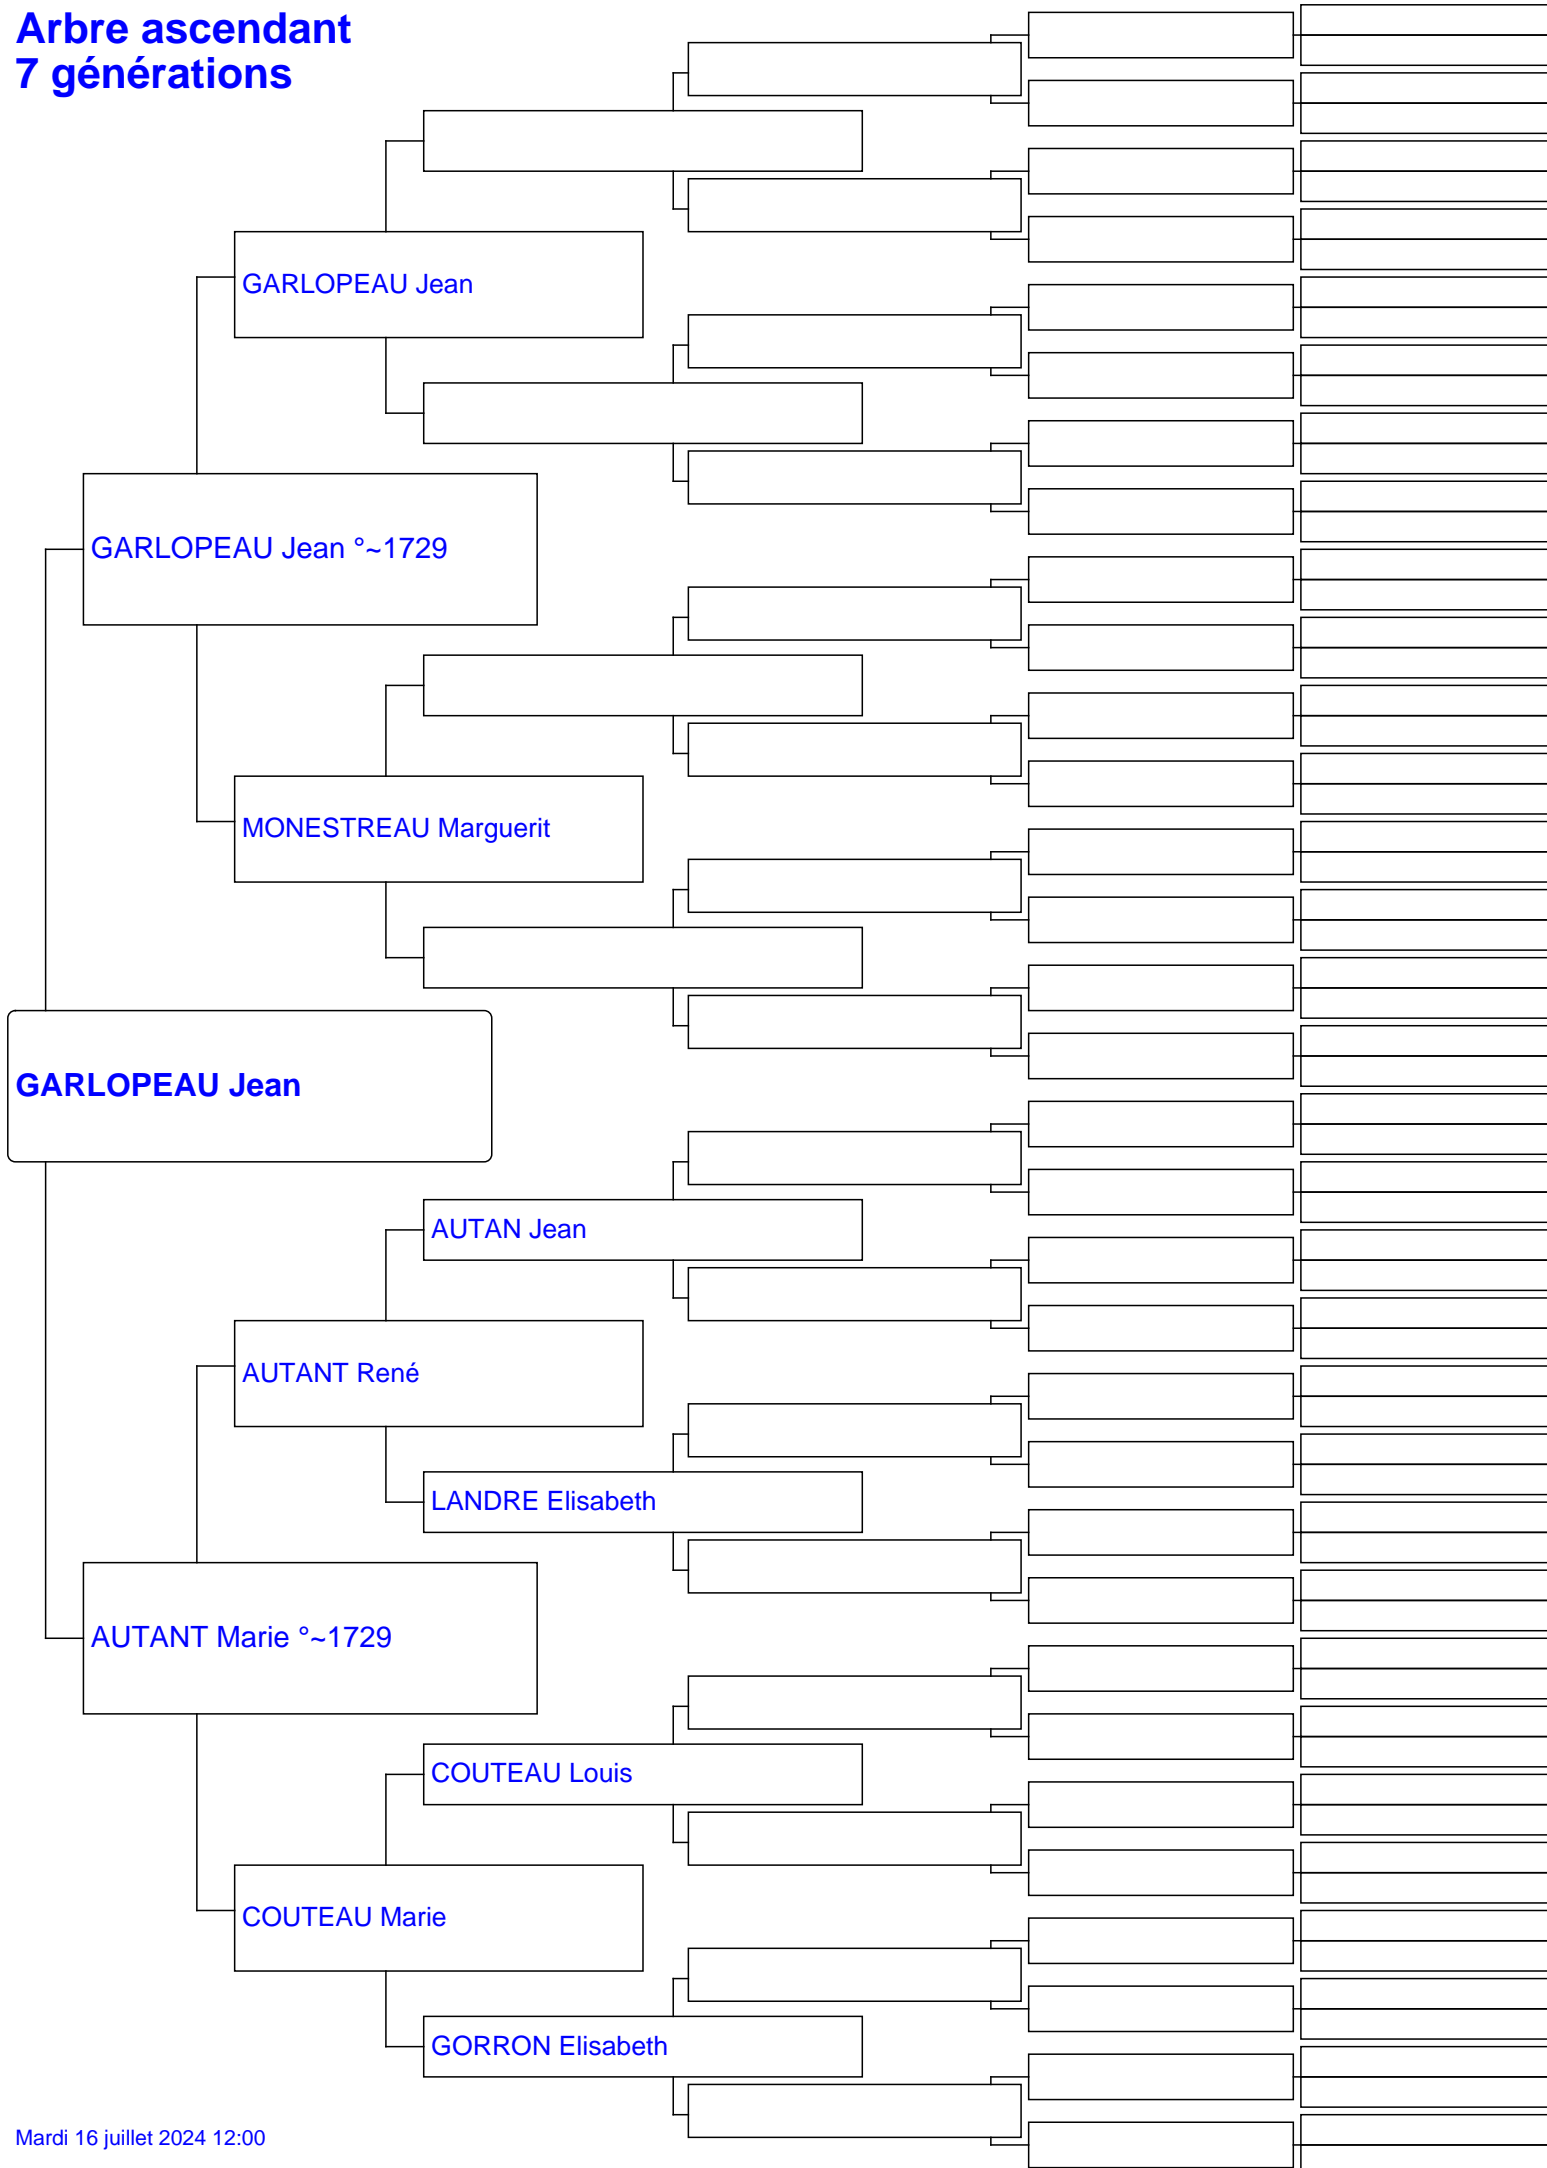 Arbre ascendant
7 générations
GARLOPEAU Jean
GARLOPEAU Jean °~1729
MONESTREAU Marguerit
GARLOPEAU Jean
AUTAN Jean
AUTANT René
LANDRE Elisabeth
AUTANT Marie °~1729
COUTEAU Louis
COUTEAU Marie
GORRON Elisabeth
Mardi 16 juillet 2024 12:00